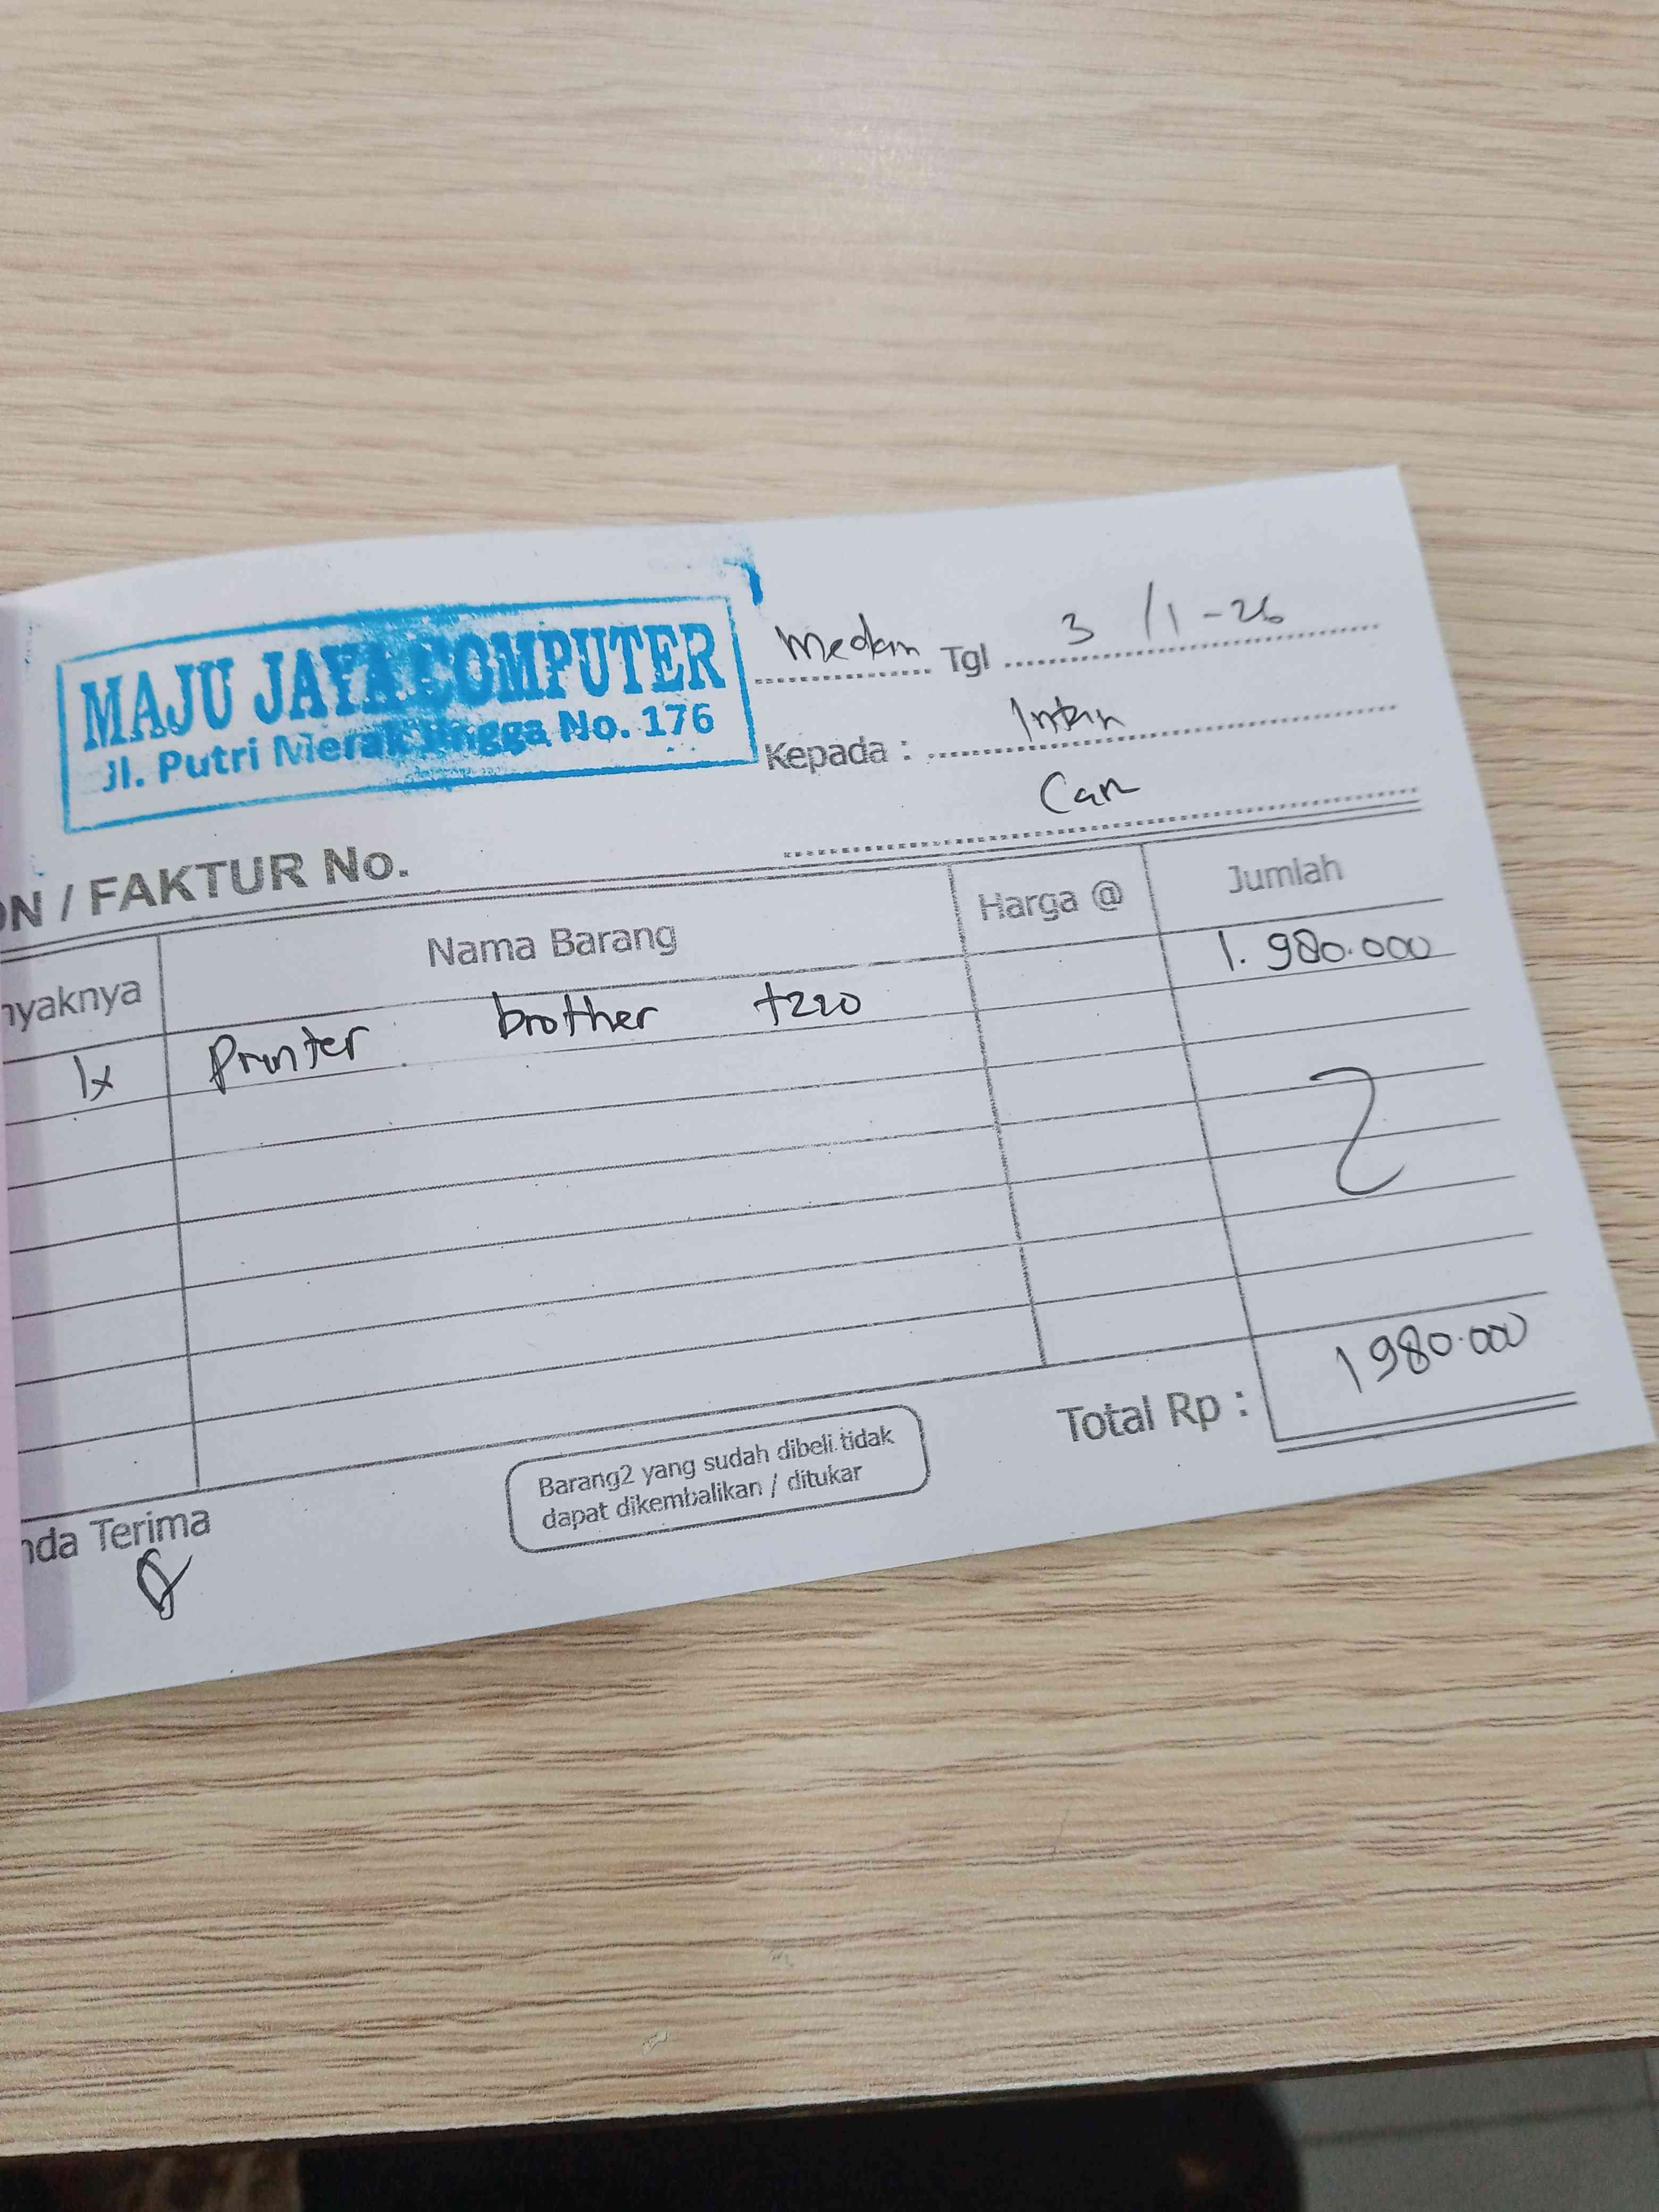 MAJU JAYA COMPUTER
Jl. Putri Merak Jingga No. 176
Medan Tgl 3 / 1 - 26
Kepada : Intan
Can
ON / FAKTUR No.
nyaknya Nama Barang Harga @ Jumlah
1x Printer brother t220 1.980.000
Total Rp : 1980.000
Barang2 yang sudah dibeli tidak
dapat dikembalikan / ditukar
nda Terima